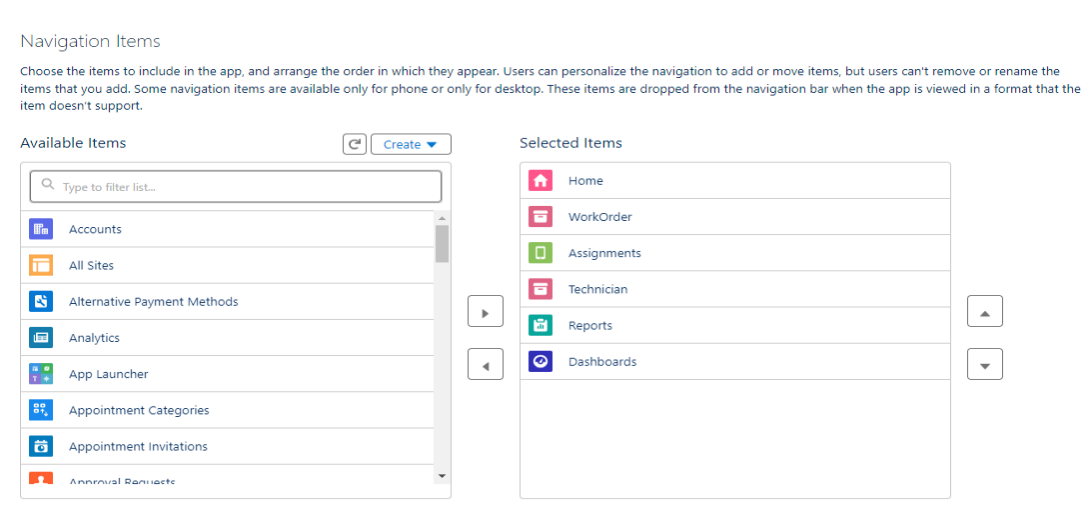 Navigation Items
Choose the items to include in the app, and arrange the order in which they appear. Users can personalize the navigation to add or move items, but users can't remove or rename the
items that you add. Some navigation items are available only for phone or only for desktop. These items are dropped from the navigation bar when the app is viewed in a format that the
item doesn't support.
Available Items
Create
Type to filter list...
Accounts
All Sites
Alternative Payment Methods
Analytics
App Launcher
Appointment Categories
Appointment Invitations
Approval Requests
Selected Items
Home
WorkOrder
Assignments
Technician
Reports
Dashboards